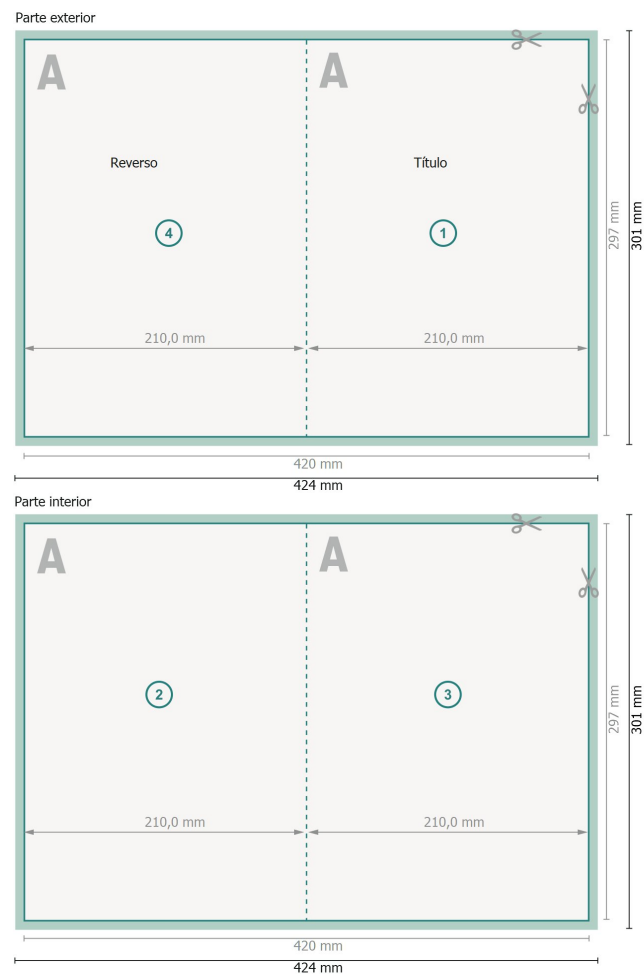 Parte exterior
A
A
Reverso
Título
4
1
297 mm
301 mm
210,0 mm
210,0 mm
420 mm
424 mm
Parte interior
A
A
2
3
297 mm
301 mm
210,0 mm
210,0 mm
420 mm
424 mm